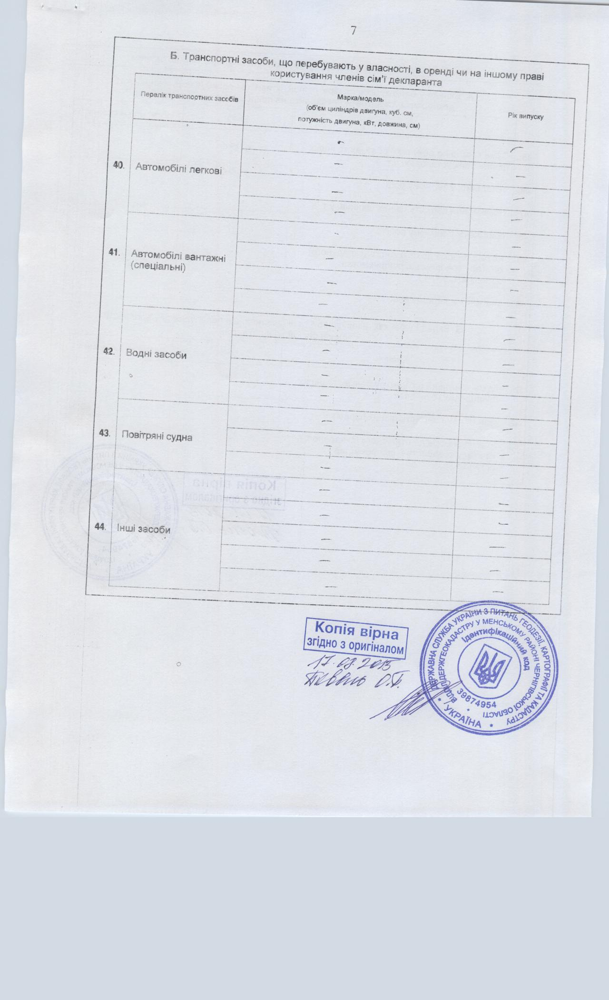 7
Б. Транспортні засоби, що перебувають у власності, в оренді чи на іншому праві
користування членів сім'ї декларанта
Перелік транспортних засобів
Марка/модель
(об'єм циліндрів двигуна, куб. см,
потужність двигуна, кВт, довжина, см)
Рік випуску
40. Автомобілі легкові
— —
— —
— —
— —
41. Автомобілі вантажні
(спеціальні)
— —
— —
— —
— —
42. Водні засоби
— —
— —
— —
— —
43. Повітряні судна
— —
— —
— —
44. Інші засоби
— —
— —
— —
— —
— —
Копія вірна
згідно з оригіналом
17.08.2015
ДЕРЖАВНА СЛУЖБА УКРАЇНИ З ПИТАНЬ ГЕОДЕЗІЇ, КАРТОГРАФІЇ ТА КАДАСТРУ
* УКРАЇНА *
ВІДДІЛ ДЕРЖГЕОКАДАСТРУ У МЕНСЬКОМУ РАЙОНІ ЧЕРНІГІВСЬКОЇ ОБЛАСТІ
Ідентифікаційний код
39874954